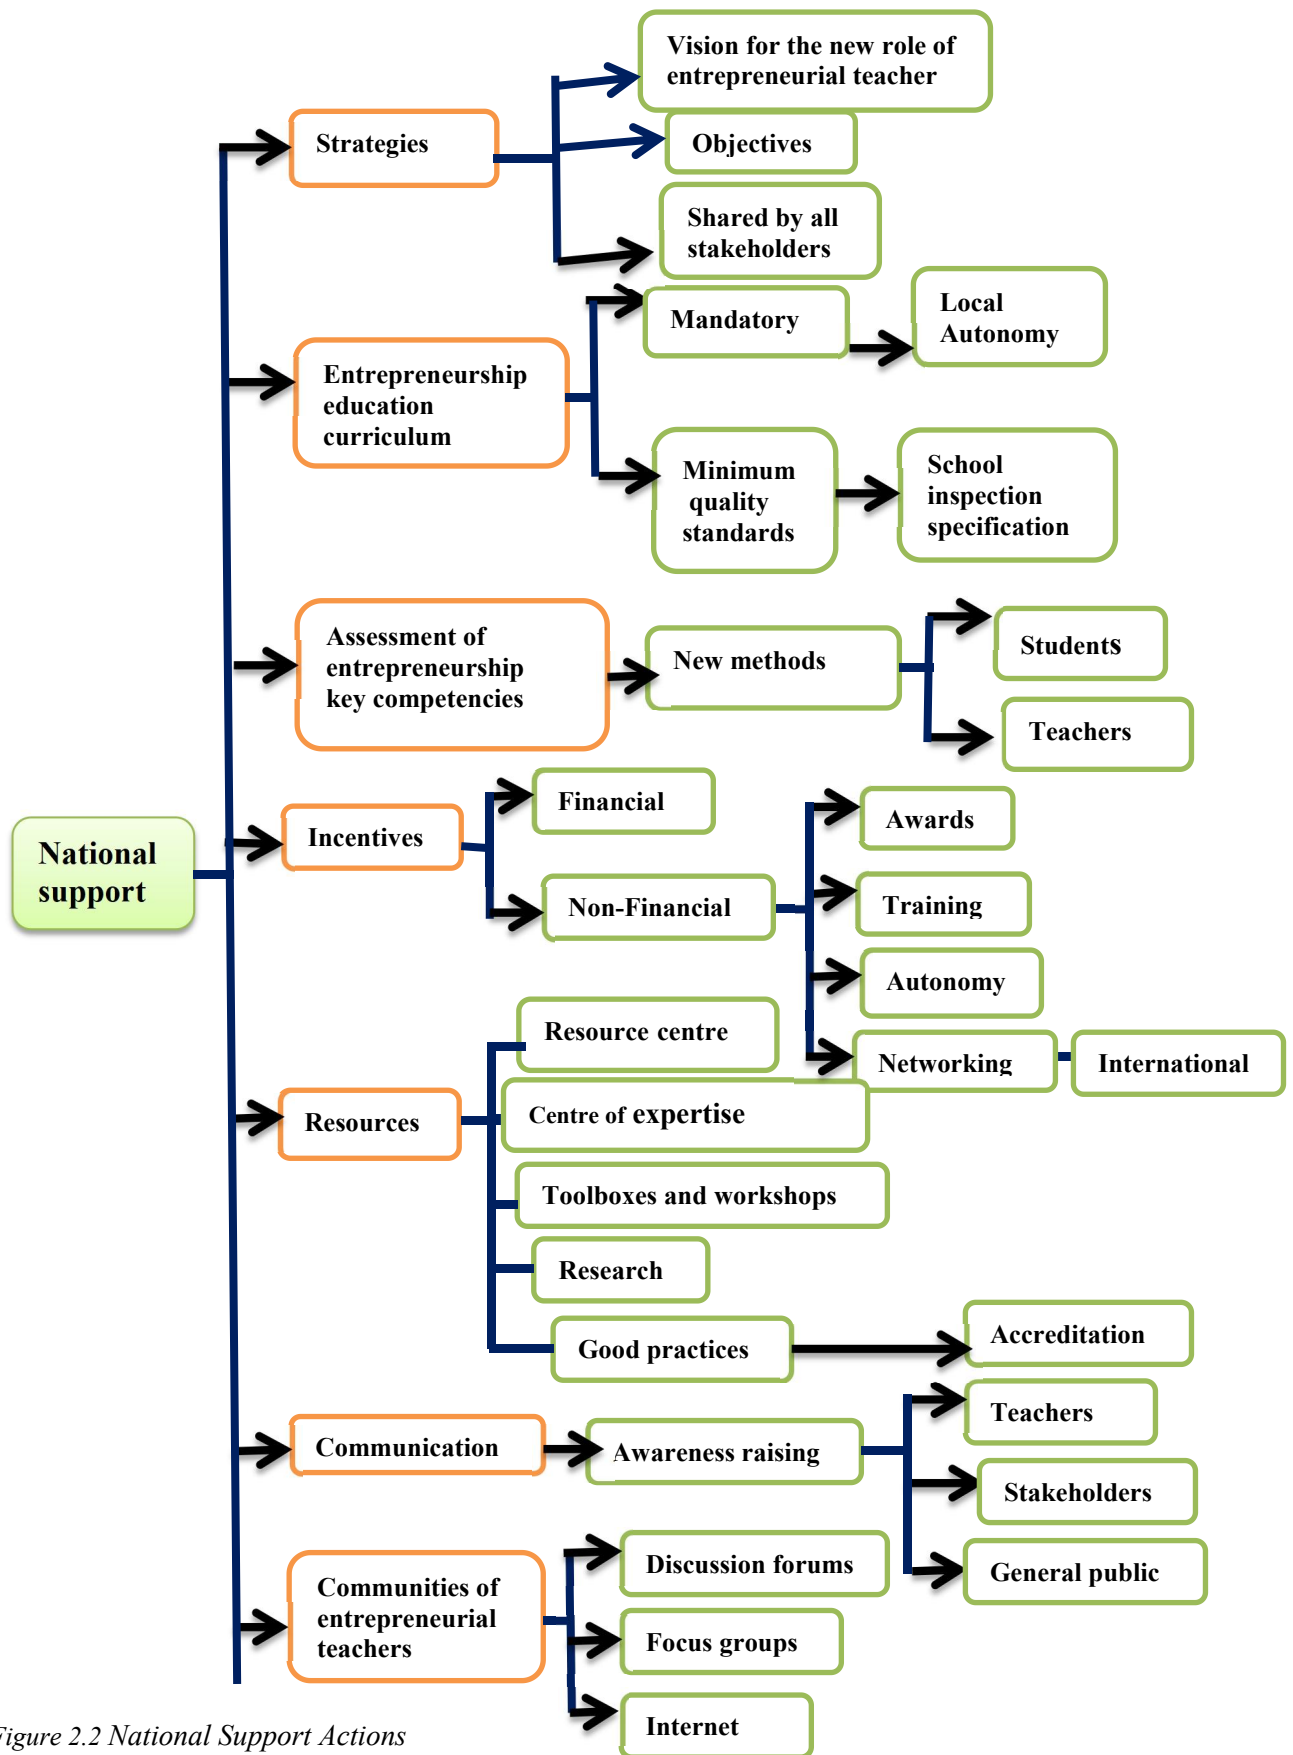 Vision for the new role of
entrepreneurial teacher
Strategies
Objectives
Shared by all
stakeholders
Mandatory
Local
Autonomy
Entrepreneurship
education
curriculum
Minimum
quality
standards
School
inspection
specification
Assessment of
entrepreneurship
key competencies
New methods
Students
Teachers
Financial
Incentives
Awards
National
support
Non-Financial
Training
Autonomy
Resource centre
Networking
International
Resources
Centre of expertise
Toolboxes and workshops
Research
Good practices
Accreditation
Communication
Awareness raising
Teachers
Stakeholders
General public
Communities of
entrepreneurial
teachers
Discussion forums
Focus groups
Internet
Figure 2.2 National Support Actions